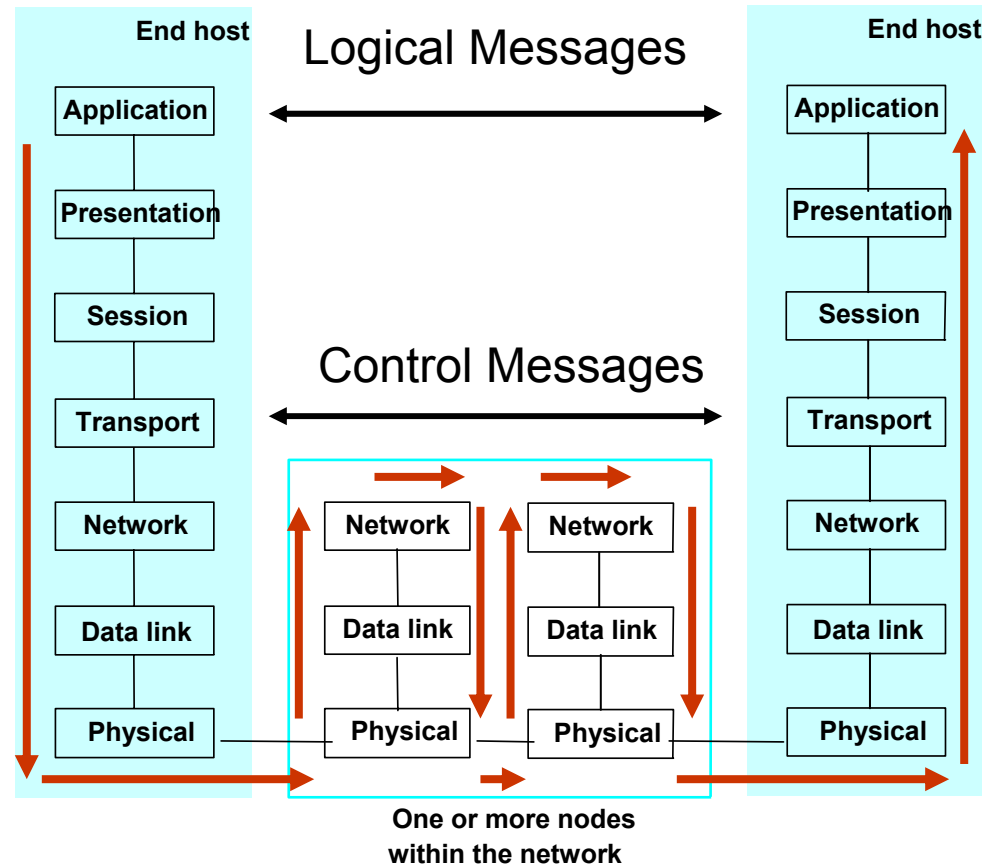 End host
Logical Messages
End host
Application
Application
Presentation
Presentation
Session
Session
Control Messages
Transport
Transport
Network
Network
Network
Network
Data link
Data link
Data link
Data link
Physical
Physical
Physical
Physical
One or more nodes
within the network